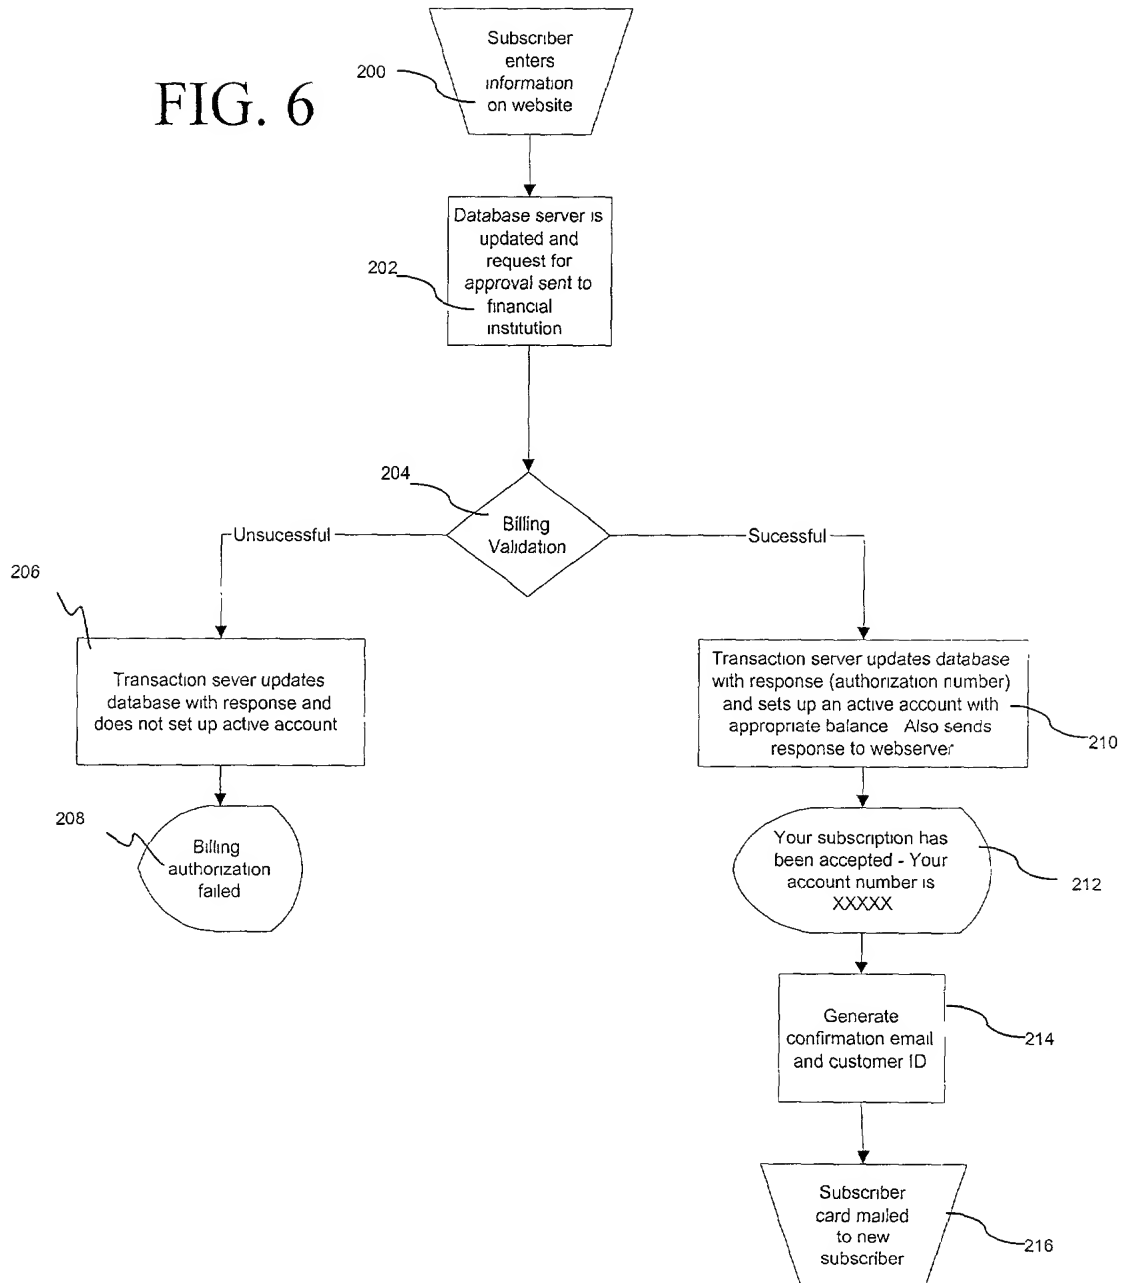 FIG. 6
200
Subscriber
enters
information
on website
202
Database server is
updated and
request for
approval sent to
financial
institution
204
Billing
Validation
Unsucessful
Sucessful
206
Transaction sever updates
database with response and
does not set up active account
208
Billing
authorization
failed
Transaction server updates database
with response (authorization number)
and sets up an active account with
appropriate balance Also sends
response to webserver
210
Your subscription has
been accepted - Your
account number is
XXXXX
212
Generate
confirmation email
and customer ID
214
Subscriber
card mailed
to new
subscriber
216